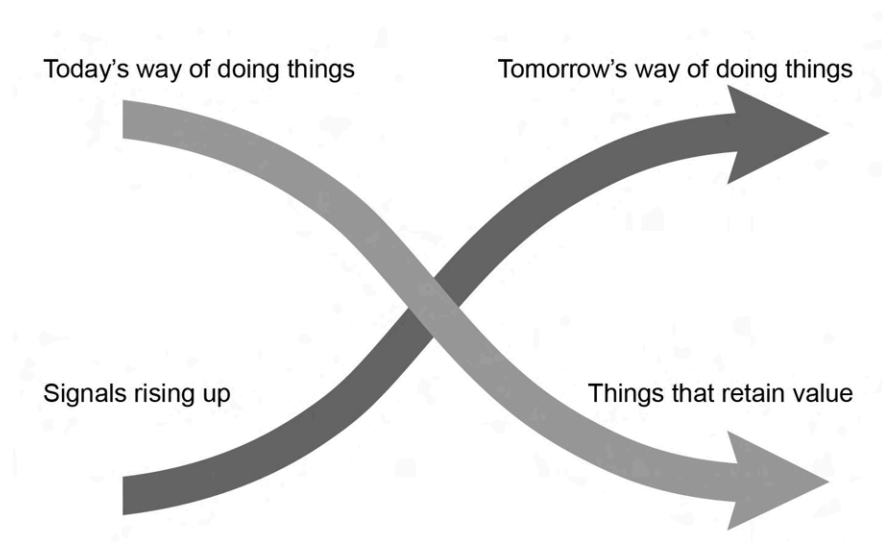 Today’s way of doing things
Tomorrow’s way of doing things
Signals rising up
Things that retain value